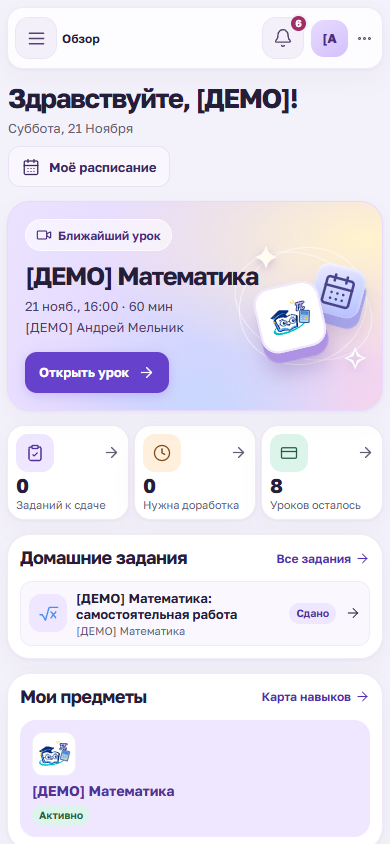 Обзор
6
[А
Здравствуйте, [ДЕМО]!
Суббота, 21 Ноября
Моё расписание
Ближайший урок
[ДЕМО] Математика
21 нояб., 16:00 · 60 мин
[ДЕМО] Андрей Мельник
Открыть урок
0
Заданий к сдаче
0
Нужна доработка
8
Уроков осталось
Домашние задания
Все задания
[ДЕМО] Математика:
самостоятельная работа
[ДЕМО] Математика
Сдано
Мои предметы
Карта навыков
[ДЕМО] Математика
Активно